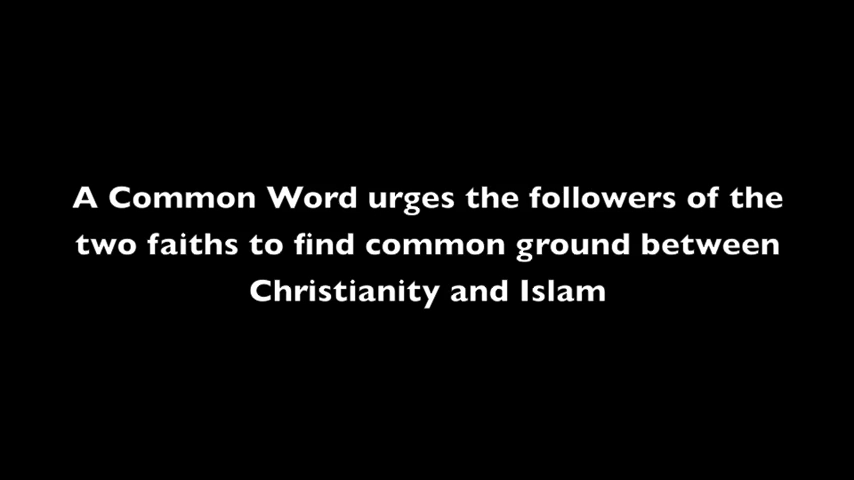 A Common Word urges the followers of the
two faiths to find common ground between
Christianity and Islam